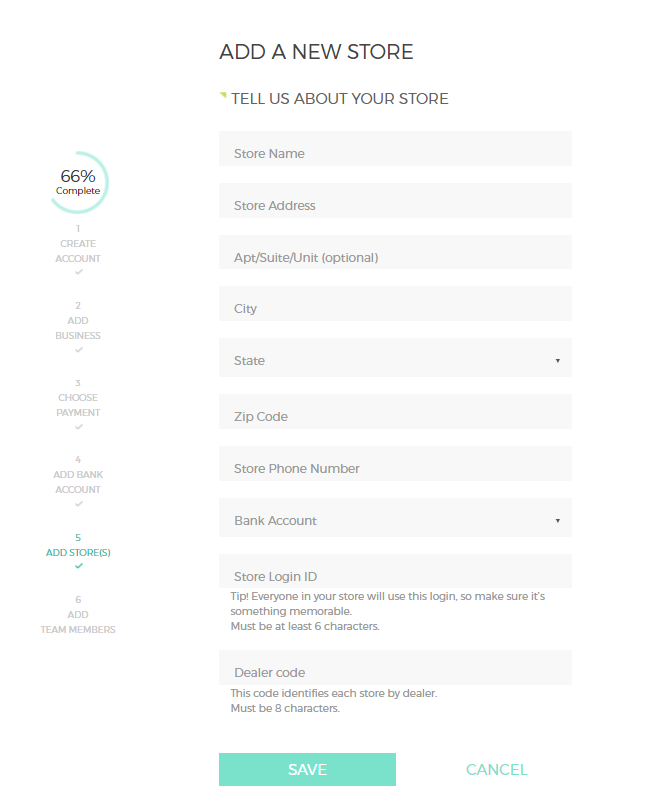 ADD A NEW STORE
TELL US ABOUT YOUR STORE
66%
Complete
1
CREATE
ACCOUNT
2
ADD
BUSINESS
3
CHOOSE
PAYMENT
4
ADD BANK
ACCOUNT
5
ADD STORE(S)
6
ADD
TEAM MEMBERS
Store Name
Store Address
Apt/Suite/Unit (optional)
City
State
Zip Code
Store Phone Number
Bank Account
Store Login ID
Tip! Everyone in your store will use this login, so make sure it's
something memorable.
Must be at least 6 characters.
Dealer code
This code identifies each store by dealer.
Must be 8 characters.
SAVE
CANCEL